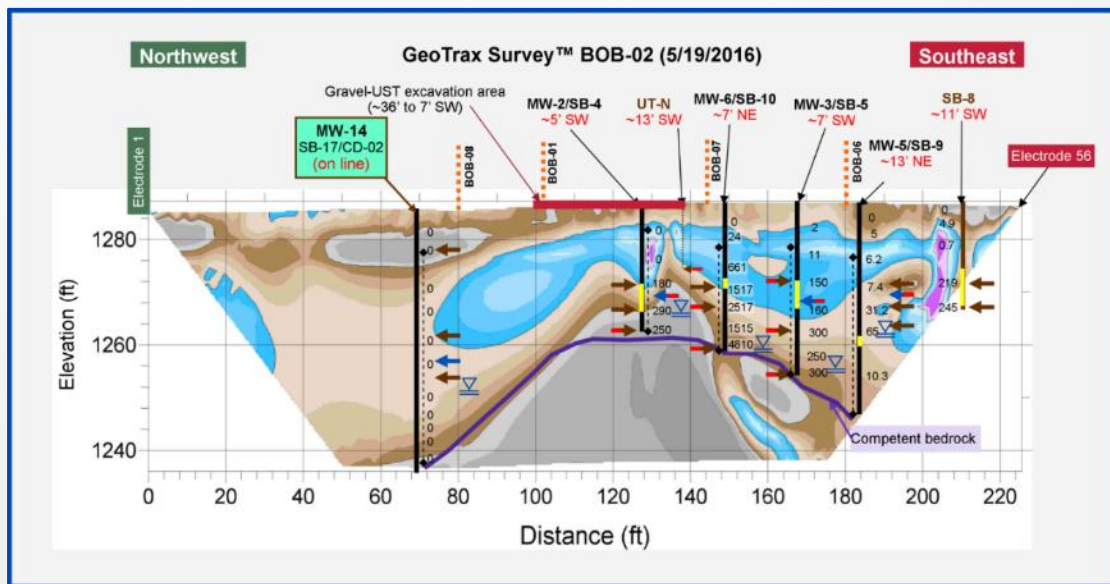 Northwest
GeoTrax Survey™ BOB-02 (5/19/2016)
Southeast
Gravel-UST excavation area
(~36' to 7' SW)
MW-2/SB-4
~5' SW
UT-N
~13' SW
MW-6/SB-10
~7' NE
MW-3/SB-5
~7' SW
SB-8
~11' SW
MW-14
SB-17/CD-02
(on line)
MW-5/SB-9
~13' NE
Electrode 1
BOB-08
BOB-01
BOB-07
BOB-06
Electrode 56
Elevation (ft)
1280
1260
1240
0
0
0
0
0
0
0
0
0
0
0
0
180
290
250
0
24
661
1517
2517
1515
4810
2
11
150
160
300
250
300
0
5
6.2
7.4
31.2
65
10.3
0
4.9
0.7
219
245
Competent bedrock
0
20
40
60
80
100
120
140
160
180
200
220
Distance (ft)